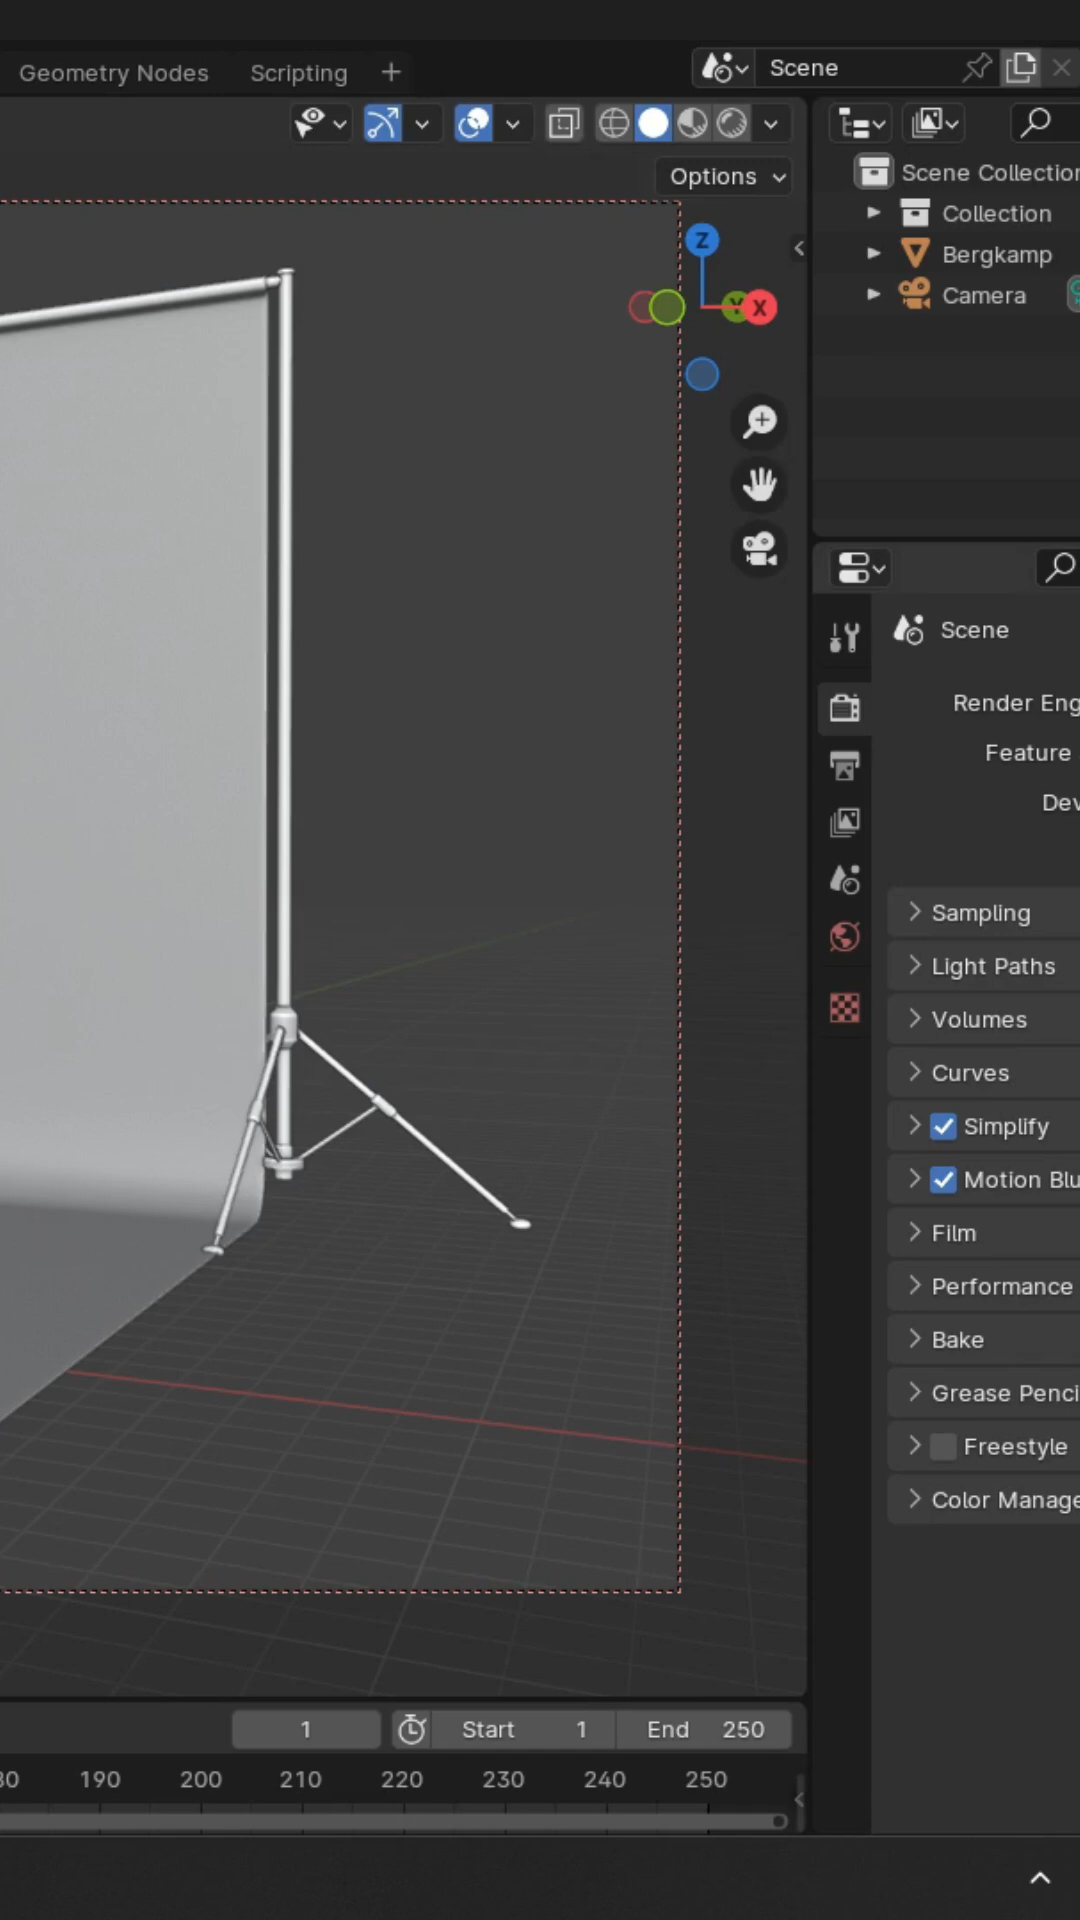 Geometry Nodes Scripting +
Scene
Options
Z
Y X
Scene Collection
Collection
Bergkamp
Camera
Scene
Render Eng
Feature
Dev
Sampling
Light Paths
Volumes
Curves
Simplify
Motion Blu
Film
Performance
Bake
Grease Penci
Freestyle
Color Manage
1 Start 1 End 250
80 190 200 210 220 230 240 250